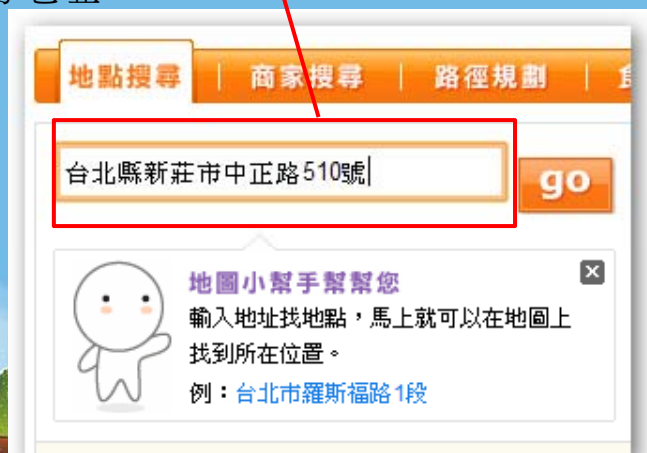 地點搜尋 | 商家搜尋 | 路徑規劃 |
台北縣新莊市中正路510號
go
地圖小幫手幫幫您
輸入地址找地點，馬上就可以在地圖上
找到所在位置。
例：台北市羅斯福路1段